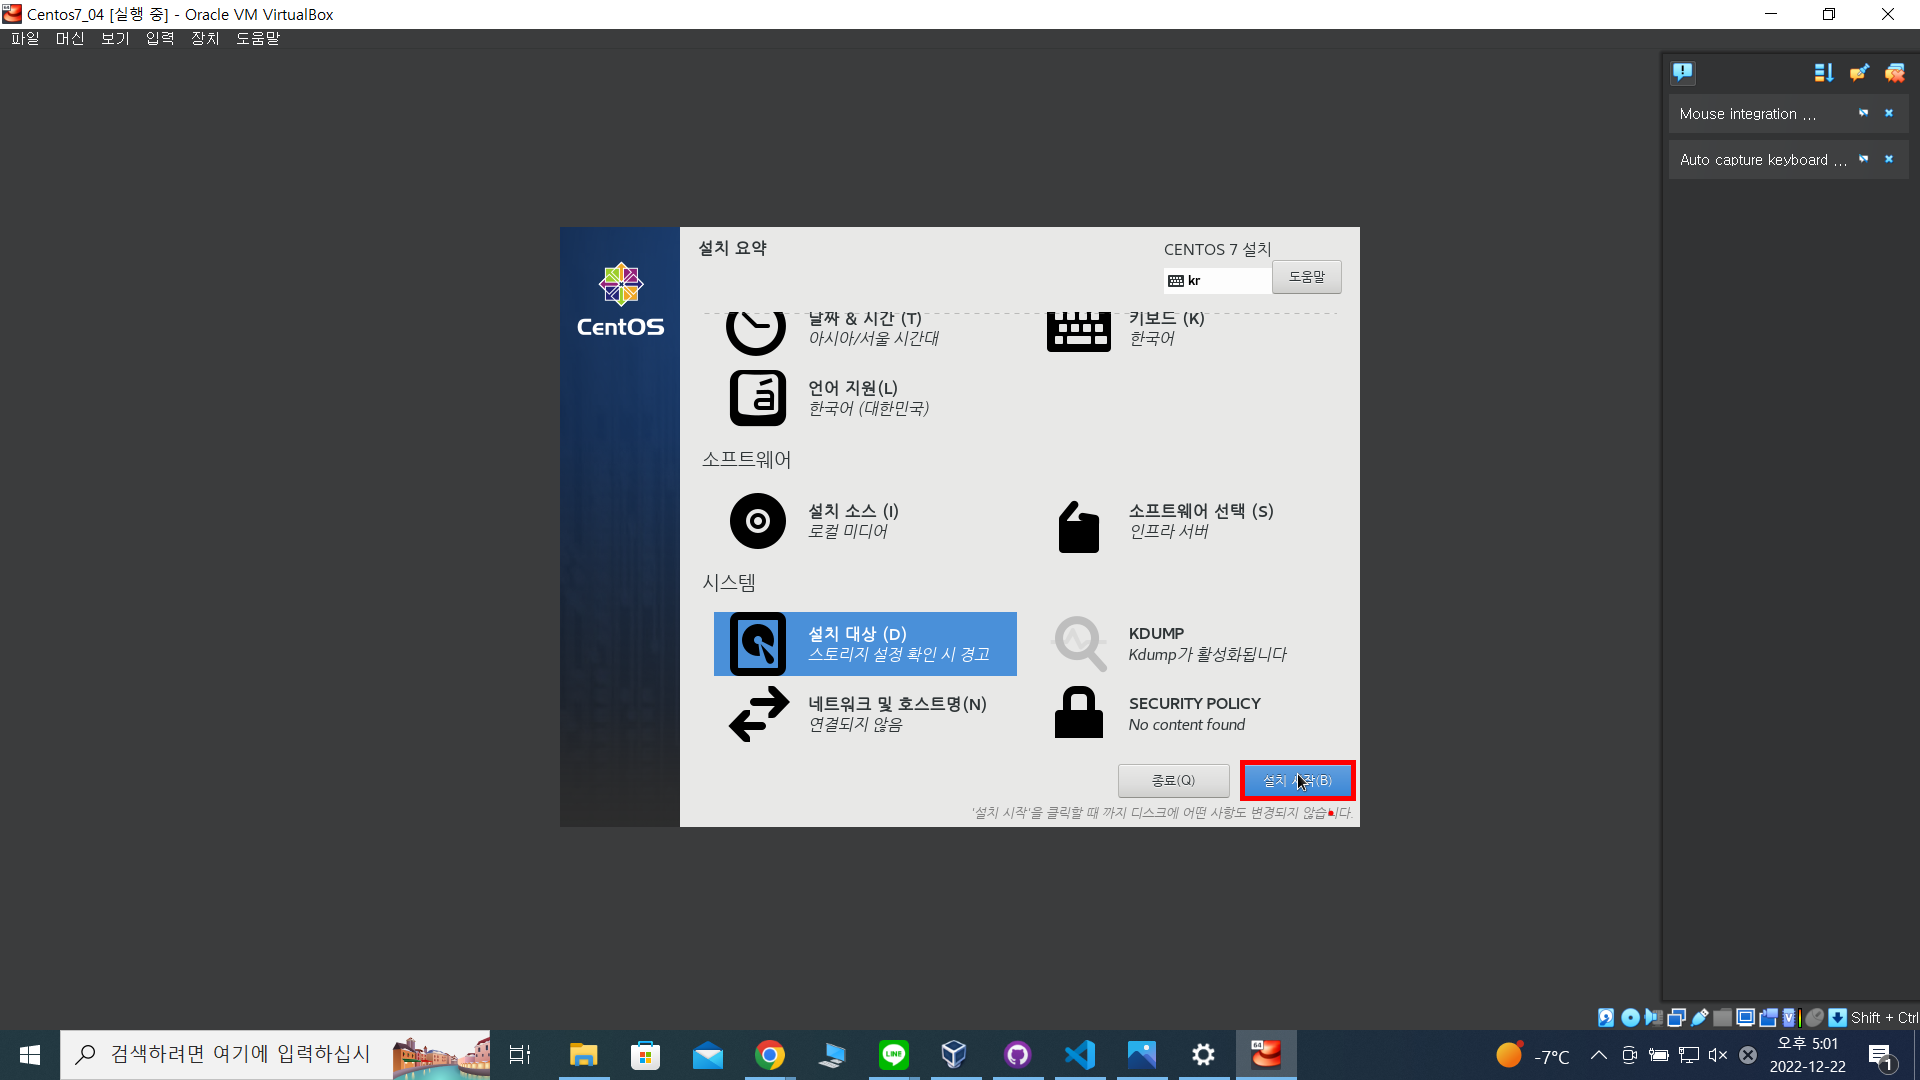 Centos7_04 [실행 중] - Oracle VM VirtualBox
파일 머신 보기 입력 장치 도움말
Mouse integration ...
Auto capture keyboard ...
설치 요약
CENTOS 7 설치
kr
도움말
CentOS
날짜 & 시간 (T)
아시아/서울 시간대
키보드 (K)
한국어
언어 지원(L)
한국어 (대한민국)
소프트웨어
설치 소스 (I)
로컬 미디어
소프트웨어 선택 (S)
인프라 서버
시스템
설치 대상 (D)
스토리지 설정 확인 시 경고
KDUMP
Kdump가 활성화됩니다
네트워크 및 호스트명(N)
연결되지 않음
SECURITY POLICY
No content found
종료(Q)
설치 시작(B)
'설치 시작'을 클릭할 때 까지 디스크에 어떤 사항도 변경되지 않습니다.
Shift + Ctrl
검색하려면 여기에 입력하십시
LINE
64
-7°C
오후 5:01
2022-12-22
1